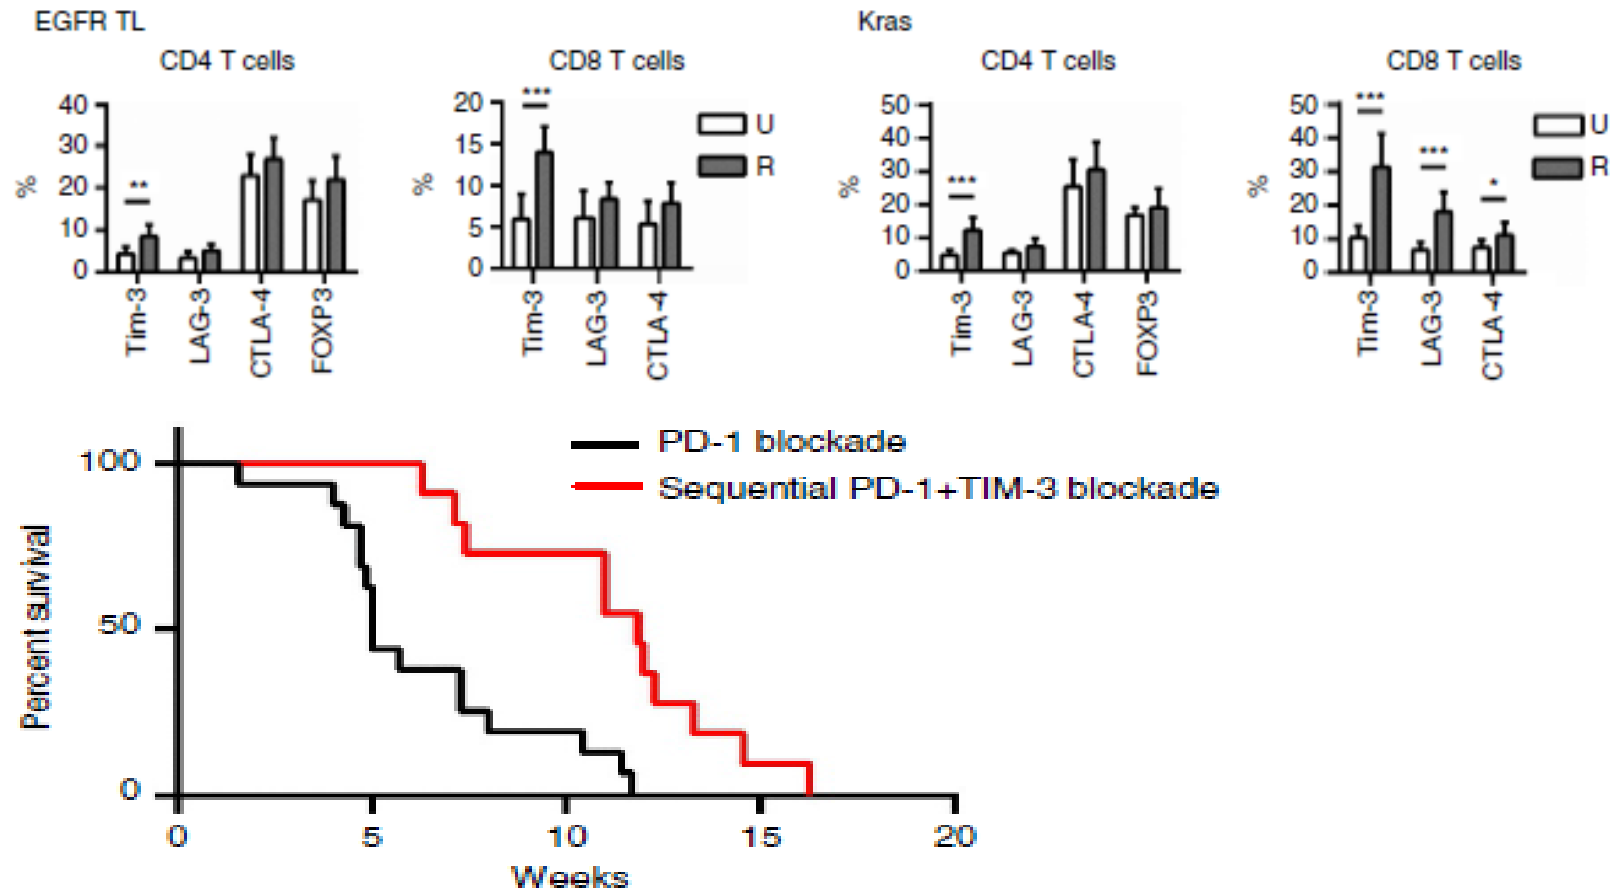 EGFR TL
Kras
CD4 T cells
CD8 T cells
CD4 T cells
CD8 T cells
%
40
30
20
10
0
**
Tim-3
LAG-3
CTLA-4
FOXP3
%
20
15
10
5
0
***
Tim-3
LAG-3
CTLA-4
U
R
%
50
40
30
20
10
0
***
Tim-3
LAG-3
CTLA-4
FOXP3
%
50
40
30
20
10
0
***
***
*
Tim-3
LAG-3
CTLA-4
U
R
PD-1 blockade
Sequential PD-1+TIM-3 blockade
Percent survival
100
50
0
0 5 10 15 20
Weeks